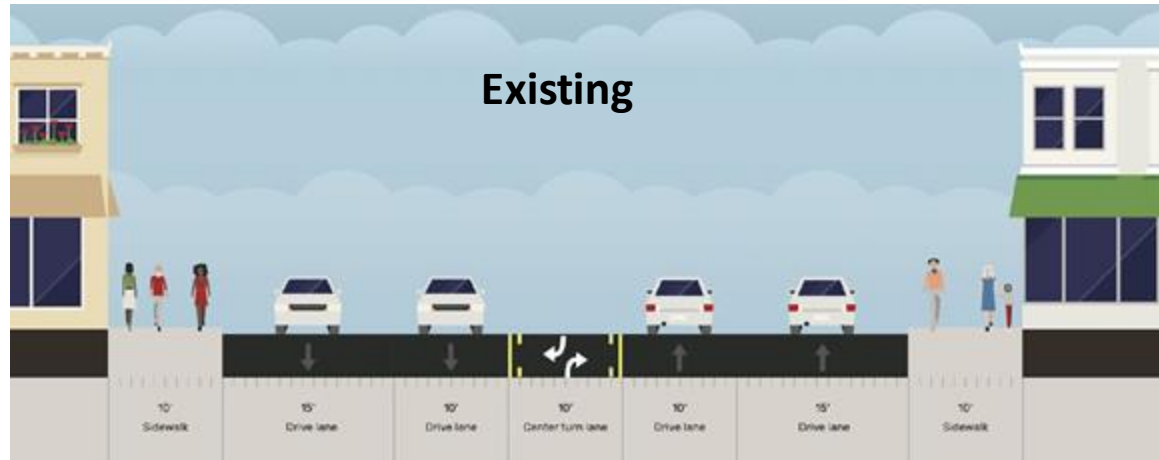 Existing
10'
Sidewalk
15'
Drive lane
10'
Drive lane
10'
Center turn lane
10'
Drive lane
15'
Drive lane
10'
Sidewalk